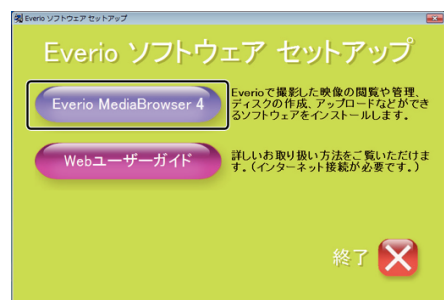 Everio ソフトウェア セットアップ
Everio ソフトウェア セットアップ
Everio MediaBrowser 4
Everioで撮影した映像の閲覧や管理、
ディスクの作成、アップロードなどができ
るソフトウェアをインストールします。
Webユーザーガイド
詳しいお取り扱い方法をご覧いただけま
す。(インターネット接続が必要です。)
終了